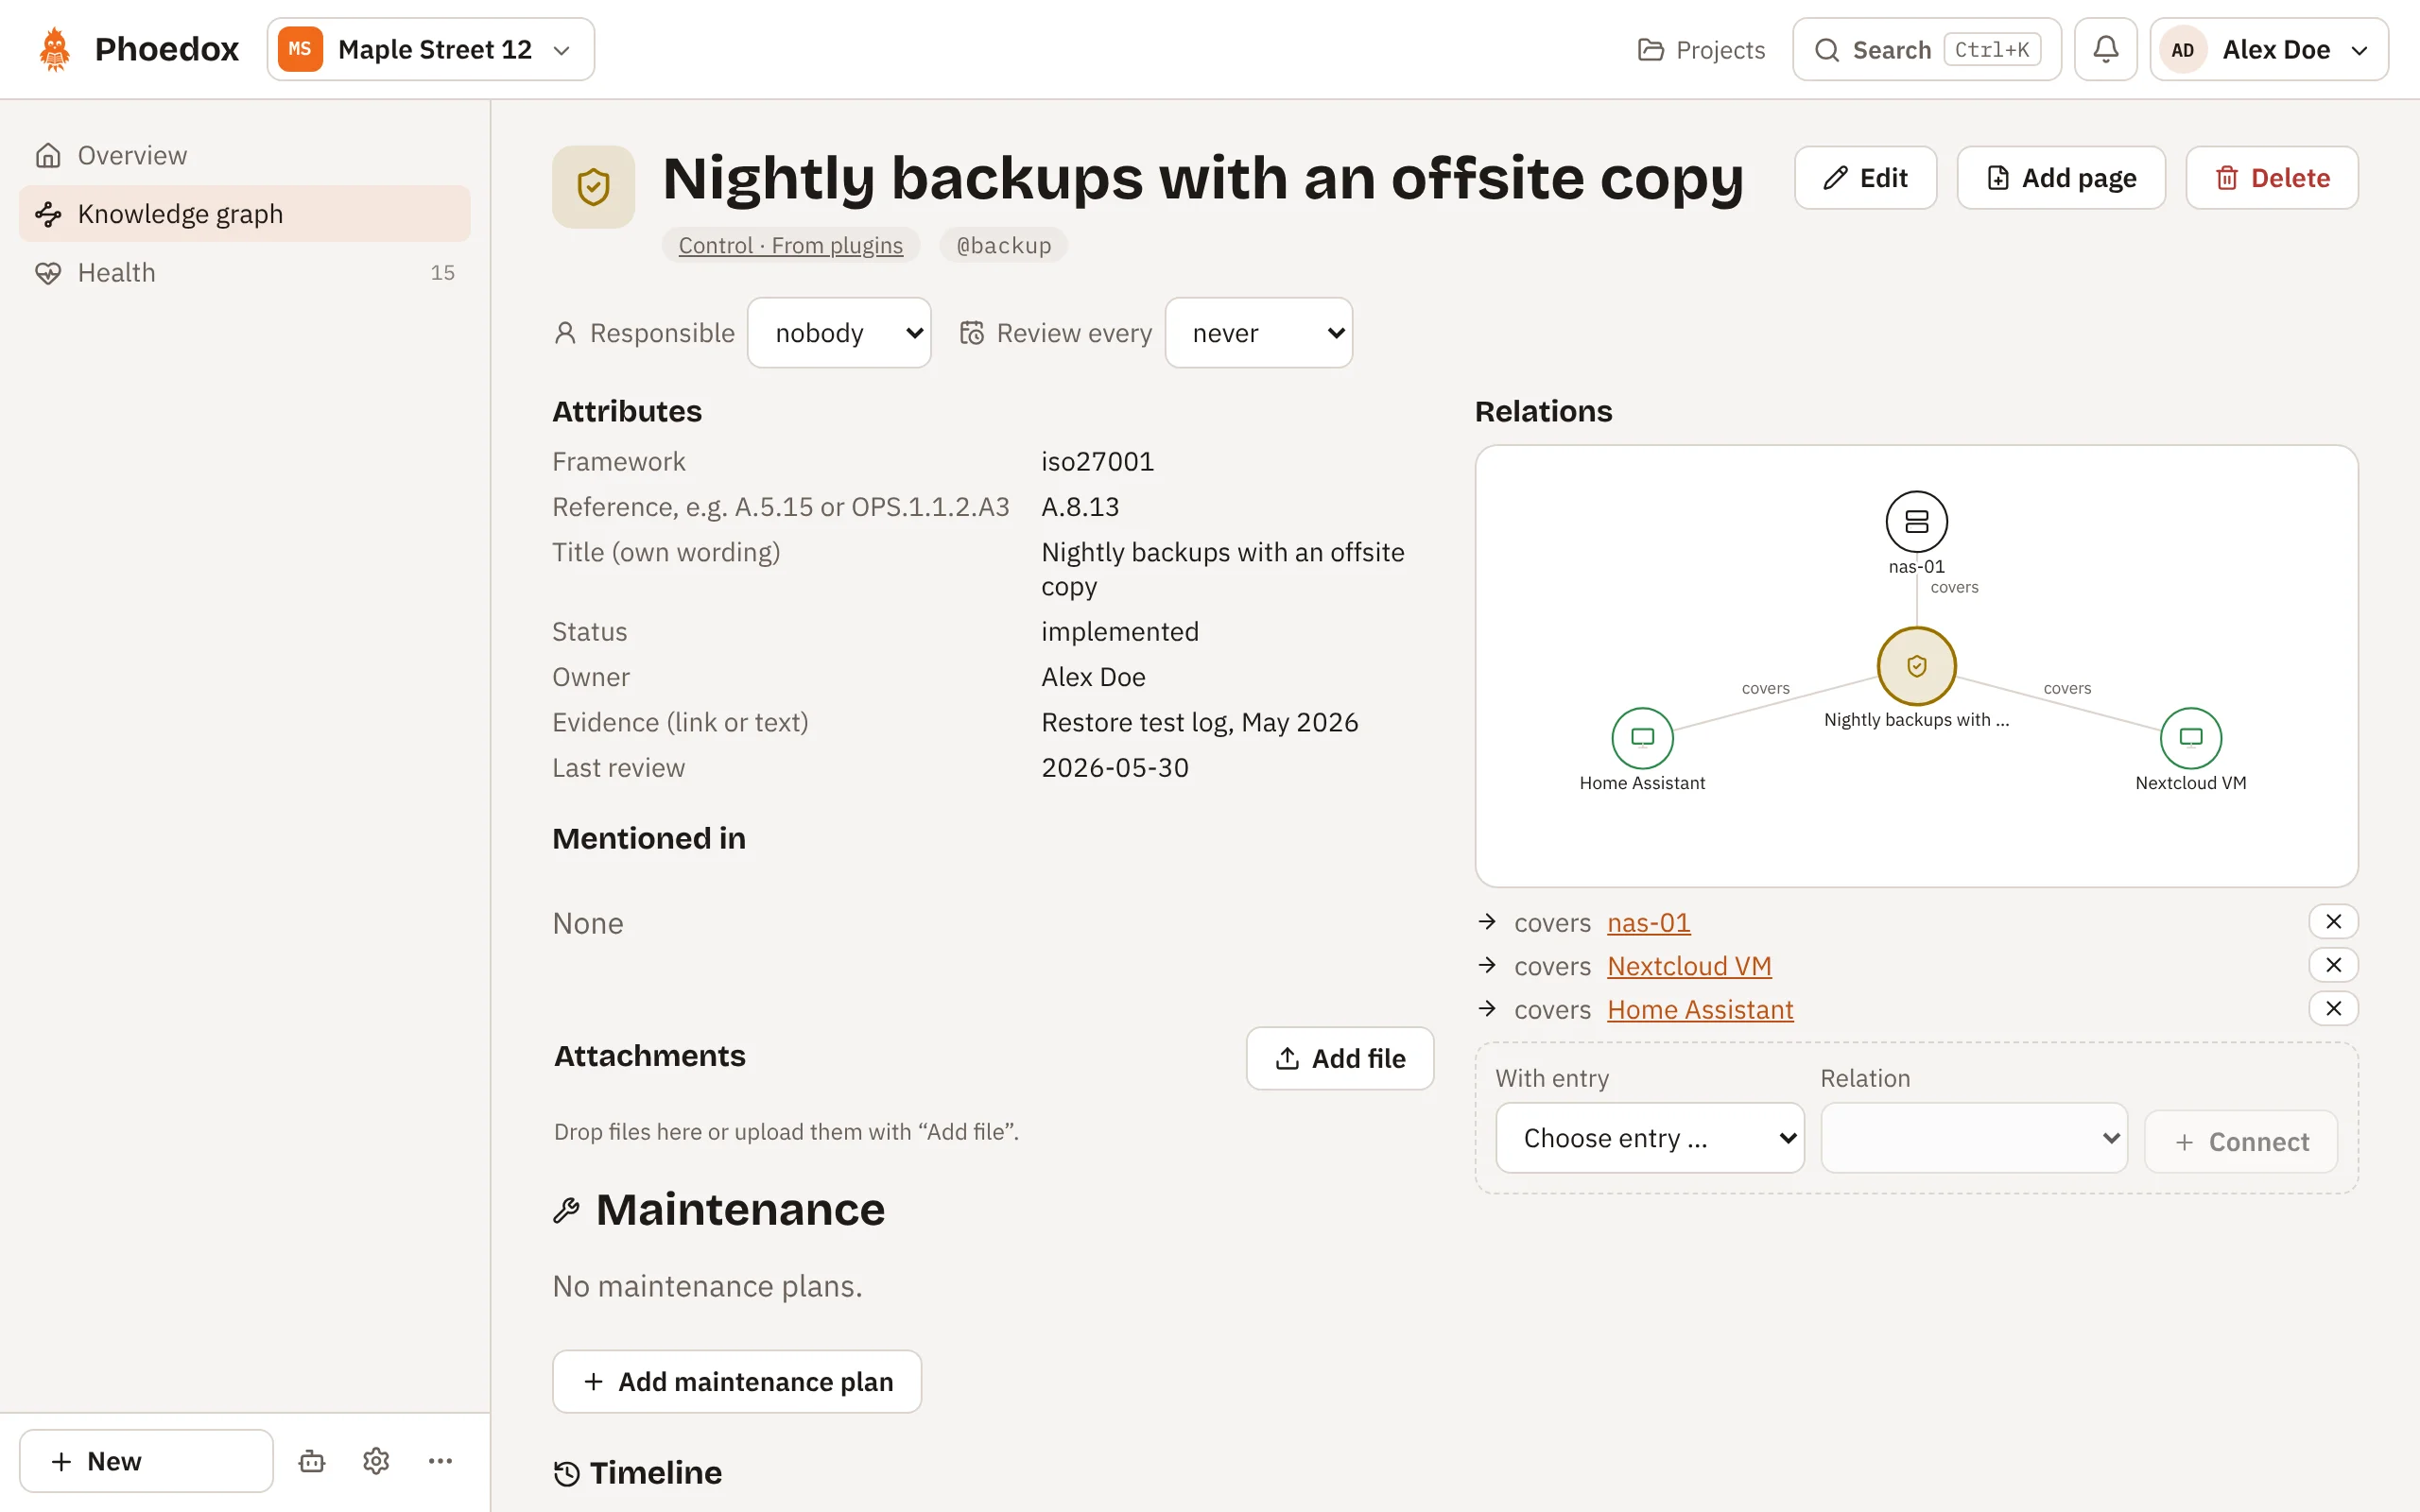 Phoedox
MS Maple Street 12
Projects
Search Ctrl+K
AD Alex Doe
Overview
Knowledge graph
Health 15
Nightly backups with an offsite copy
Edit
Add page
Delete
Control · From plugins
@backup
Responsible nobody
Review every never
Attributes
Framework iso27001
Reference, e.g. A.5.15 or OPS.1.1.2.A3 A.8.13
Title (own wording) Nightly backups with an offsite
copy
Status implemented
Owner Alex Doe
Evidence (link or text) Restore test log, May 2026
Last review 2026-05-30
Mentioned in
None
Attachments
Add file
Drop files here or upload them with “Add file”.
Maintenance
No maintenance plans.
Add maintenance plan
Timeline
Relations
nas-01
covers
covers
covers
Nightly backups with ...
Home Assistant
Nextcloud VM
covers nas-01
covers Nextcloud VM
covers Home Assistant
With entry
Relation
Choose entry ...
Connect
New